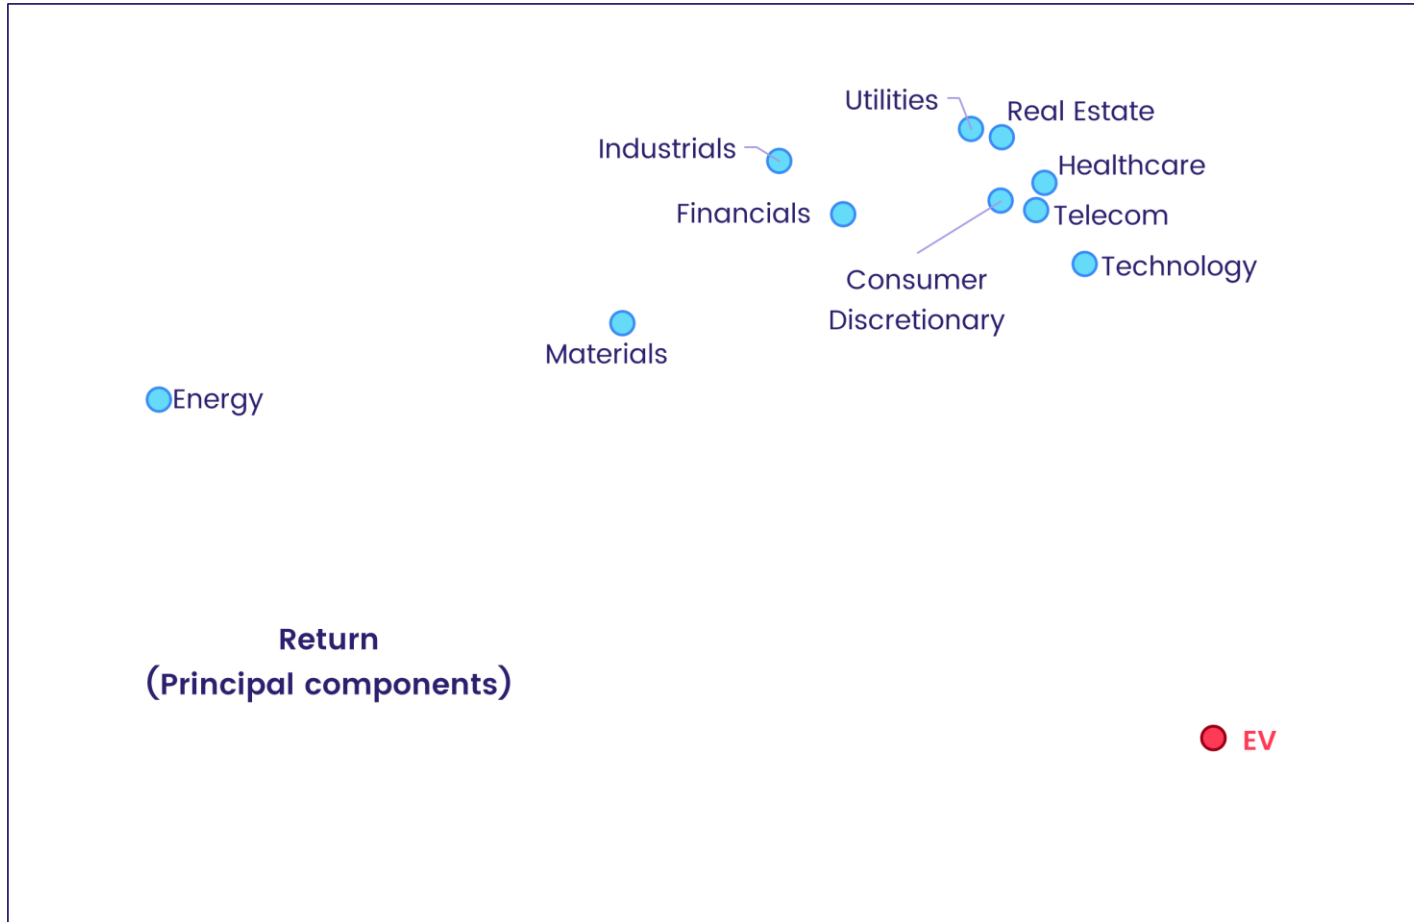 Utilities
Real Estate
Industrials
Healthcare
Financials
Telecom
Technology
Consumer
Discretionary
Materials
Energy
Return
(Principal components)
EV